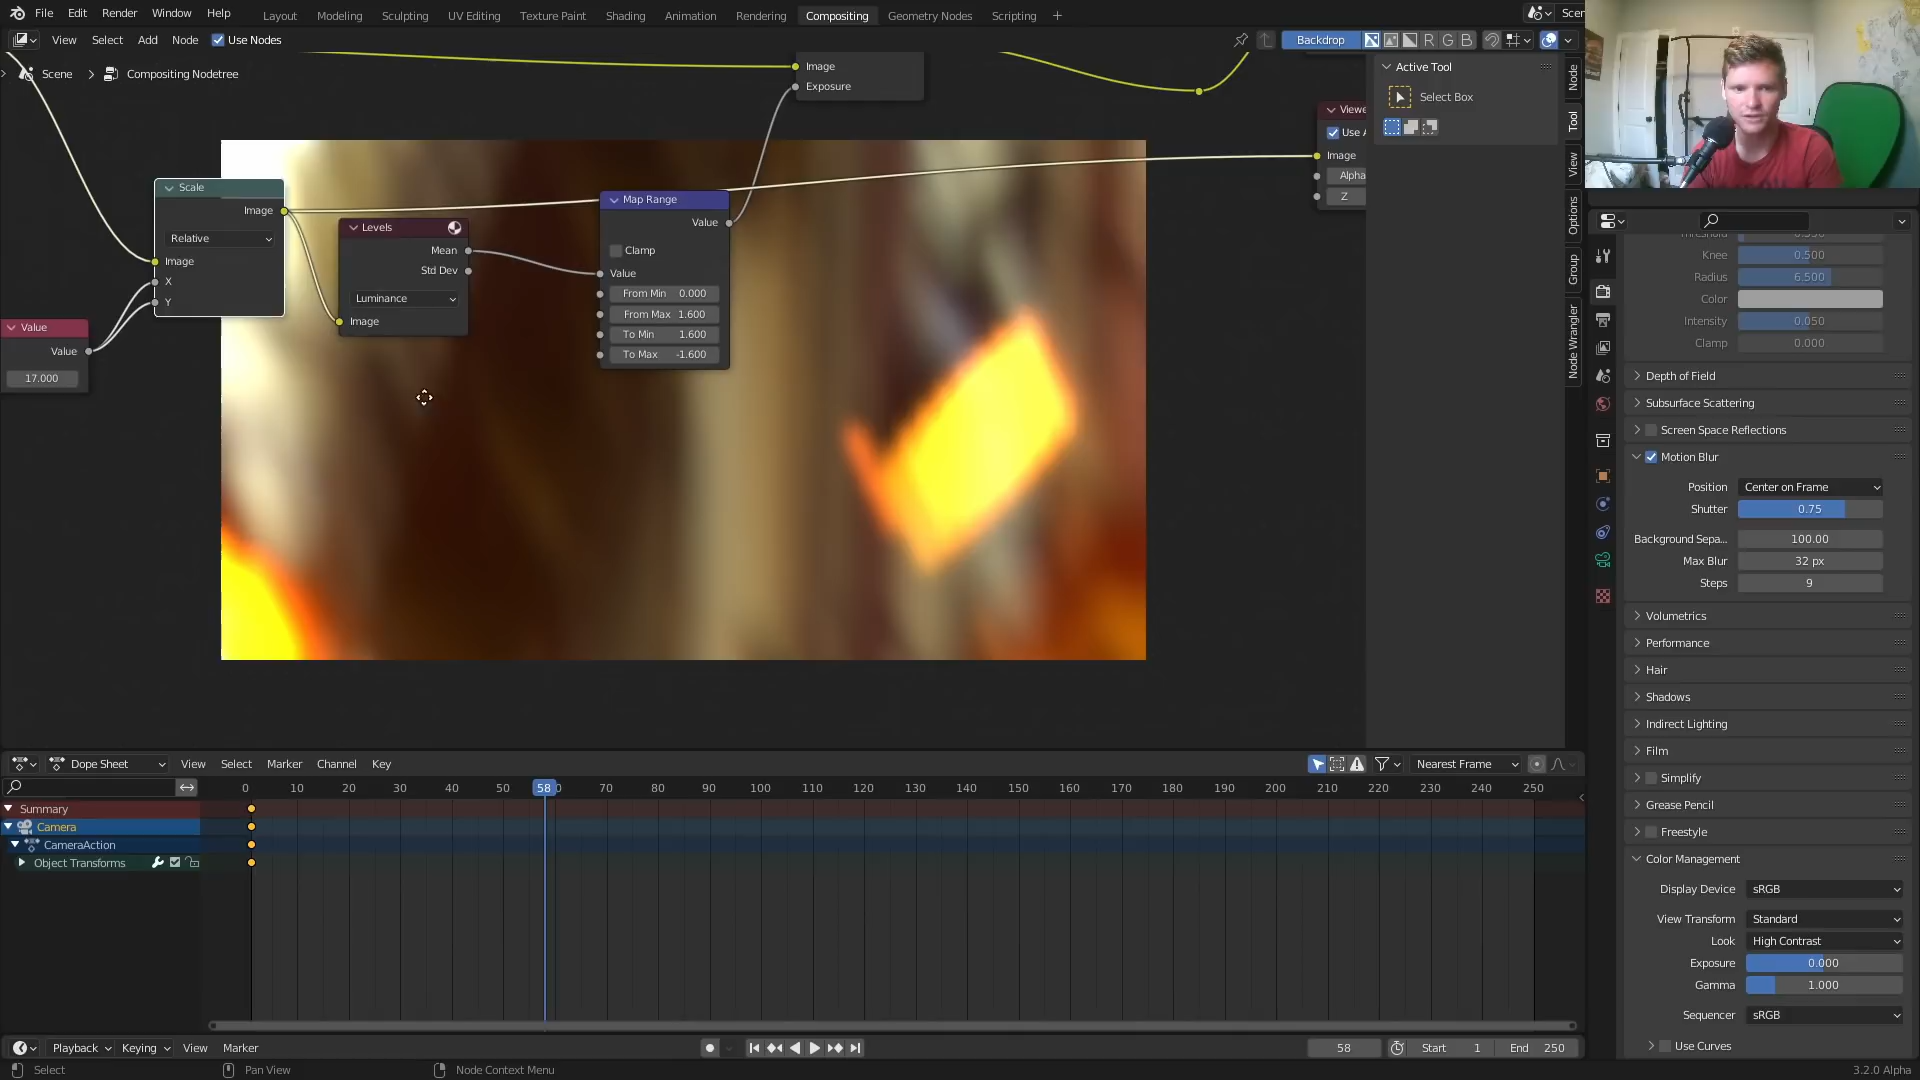 File Edit Render Window Help
Layout Modeling Sculpting UV Editing Texture Paint Shading Animation Rendering Compositing Geometry Nodes Scripting
Scen
View Select Add Node Use Nodes
Backdrop R G B
Scene Compositing Nodetree
Image
Exposure
Active Tool
Select Box
Node
Tool
View
Options
Group
Node Wrangler
Viewe
Use A
Image
Alpha
Z
Scale
Image
Relative
Image
X
Y
Value
Value
17.000
Levels
Mean
Std Dev
Luminance
Image
Map Range
Value
Clamp
Value
From Min 0.000
From Max 1.600
To Min 1.600
To Max -1.600
Knee 0.500
Radius 6.500
Color
Intensity 0.050
Clamp 0.000
Depth of Field
Subsurface Scattering
Screen Space Reflections
Motion Blur
Position Center on Frame
Shutter 0.75
Background Sepa... 100.00
Max Blur 32 px
Steps 9
Volumetrics
Performance
Hair
Shadows
Indirect Lighting
Film
Simplify
Grease Pencil
Freestyle
Color Management
Display Device sRGB
View Transform Standard
Look High Contrast
Exposure 0.000
Gamma 1.000
Sequencer sRGB
Use Curves
Dope Sheet View Select Marker Channel Key Nearest Frame
0 10 20 30 40 50 58 70 80 90 100 110 120 130 140 150 160 170 180 190 200 210 220 230 240 250
Summary
Camera
CameraAction
Object Transforms
Playback Keying View Marker
58 Start 1 End 250
Select Pan View Node Context Menu
3.2.0 Alpha